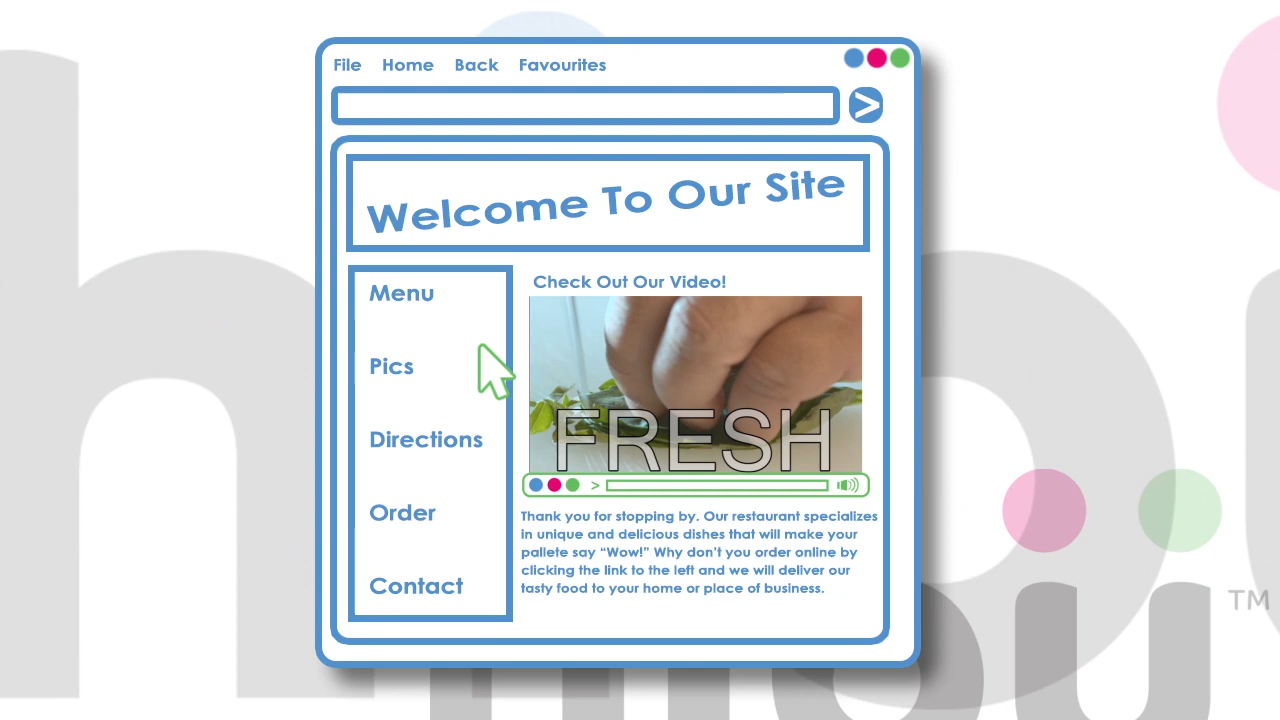 File Home Back Favourites
>
Welcome To Our Site
Menu
Pics
Directions
Order
Contact
Check Out Our Video!
FRESH
>
Thank you for stopping by. Our restaurant specializes
in unique and delicious dishes that will make your
pallete say “Wow!” Why don’t you order online by
clicking the link to the left and we will deliver our
tasty food to your home or place of business.
TM